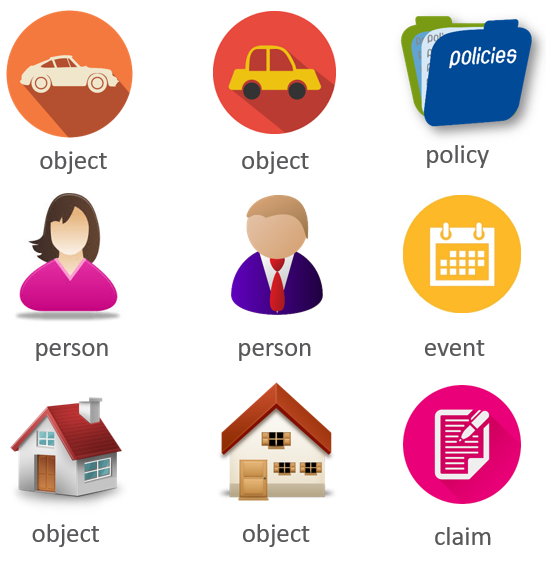 policies
object
object
policy
person
person
event
object
object
claim